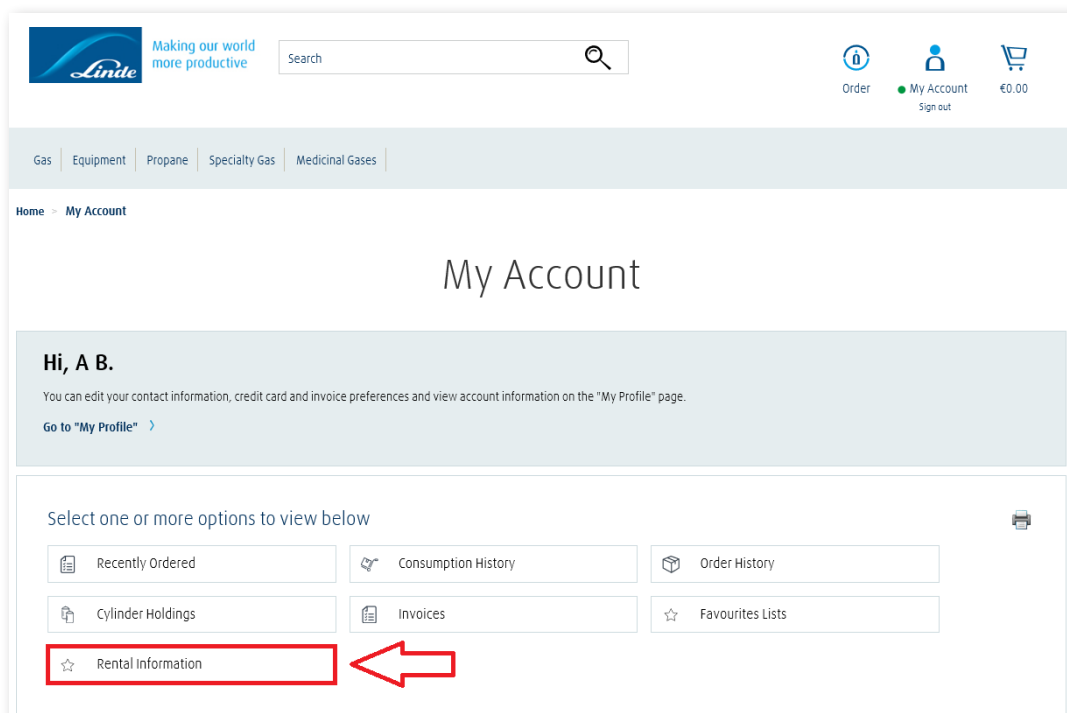 Linde
Making our world
more productive
Search
Order
My Account
Sign out
€0.00
Gas
Equipment
Propane
Specialty Gas
Medicinal Gases
Home > My Account
My Account
Hi, A B.
You can edit your contact information, credit card and invoice preferences and view account information on the "My Profile" page.
Go to "My Profile" 〉
Select one or more options to view below
Recently Ordered
Consumption History
Order History
Cylinder Holdings
Invoices
Favourites Lists
Rental Information